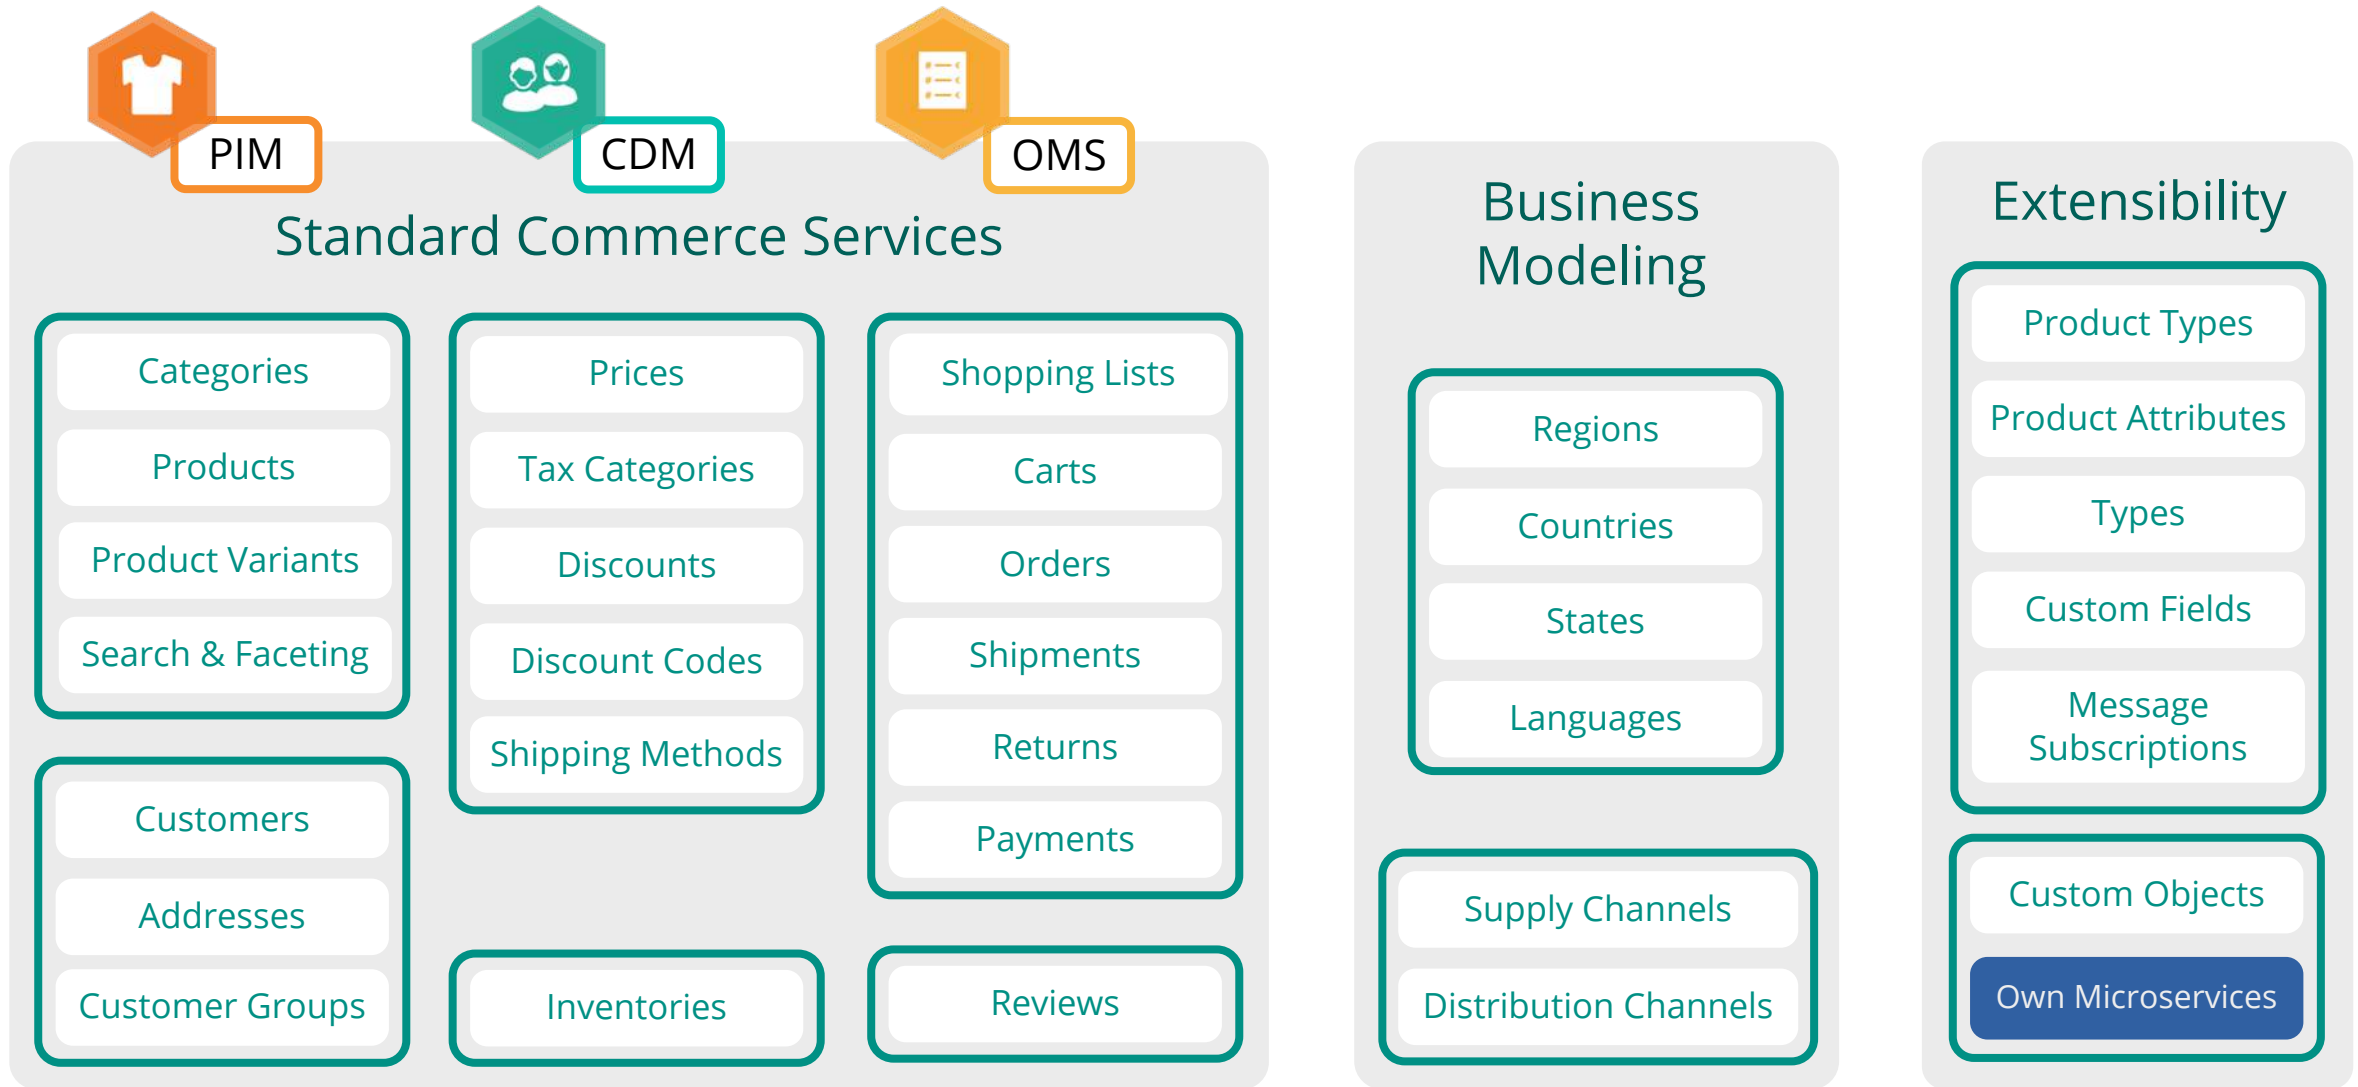 PIM
CDM
OMS
Standard Commerce Services
Categories
Products
Product Variants
Search & Faceting
Customers
Addresses
Customer Groups
Prices
Tax Categories
Discounts
Discount Codes
Shipping Methods
Inventories
Shopping Lists
Carts
Orders
Shipments
Returns
Payments
Reviews
Business
Modeling
Regions
Countries
States
Languages
Supply Channels
Distribution Channels
Extensibility
Product Types
Product Attributes
Types
Custom Fields
Message
Subscriptions
Custom Objects
Own Microservices